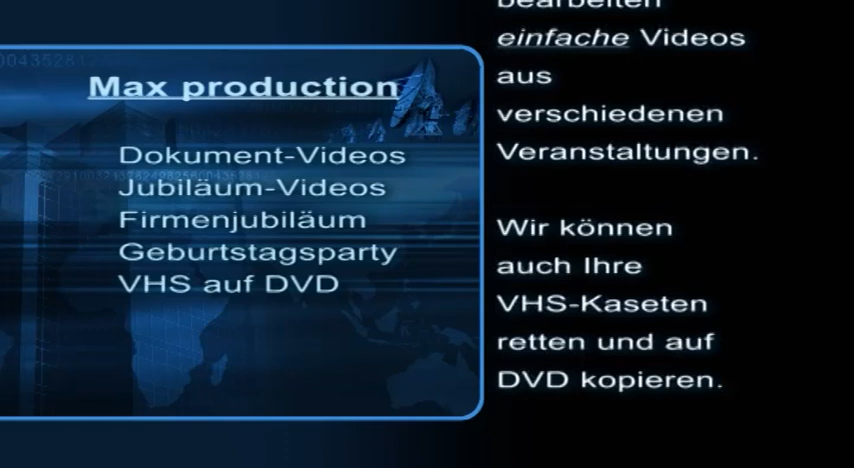 Max production
Dokument-Videos
Jubiläum-Videos
Firmenjubiläum
Geburtstagsparty
VHS auf DVD
bearbeiten
einfache Videos
aus
verschiedenen
Veranstaltungen.
Wir können
auch Ihre
VHS-Kaseten
retten und auf
DVD kopieren.